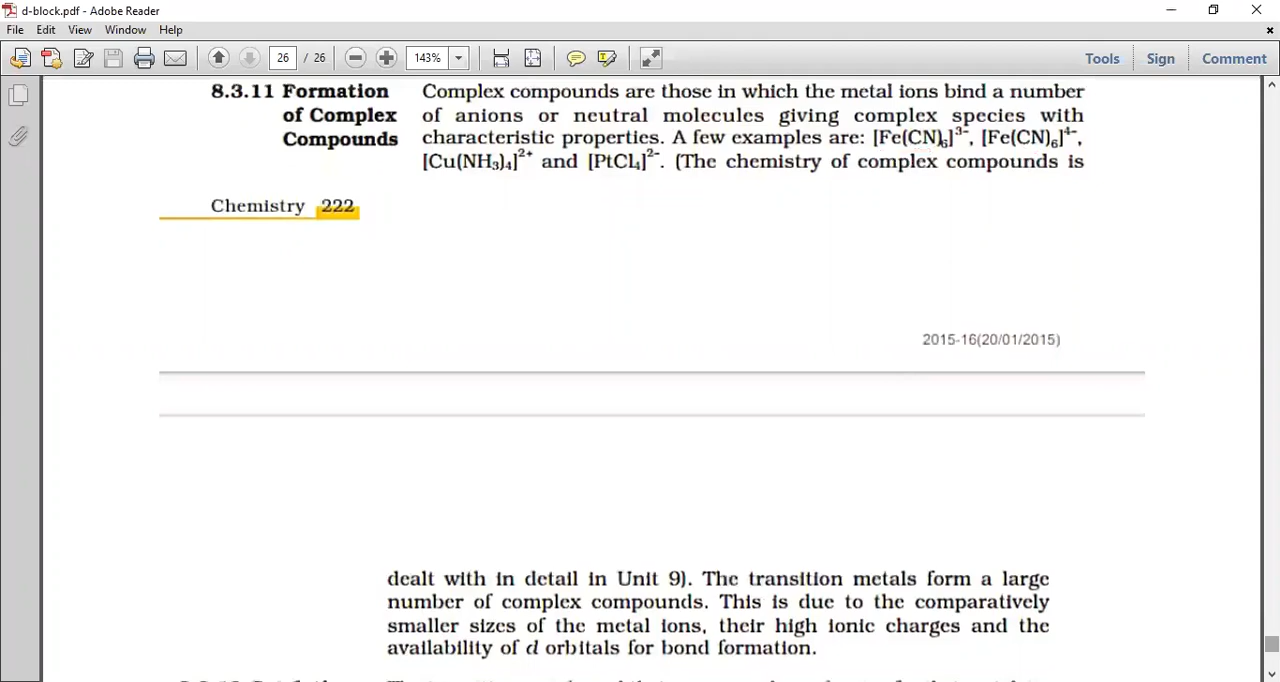 d-block.pdf - Adobe Reader
File Edit View Window Help
26 / 26 143% Tools Sign Comment
8.3.11 Formation of Complex Compounds
Complex compounds are those in which the metal ions bind a number
of anions or neutral molecules giving complex species with
characteristic properties. A few examples are: [Fe(CN)₆]³⁻, [Fe(CN)₆]⁴⁻,
[Cu(NH₃)₄]²⁺ and [PtCl₄]²⁻. (The chemistry of complex compounds is
Chemistry 222
2015-16(20/01/2015)
dealt with in detail in Unit 9). The transition metals form a large
number of complex compounds. This is due to the comparatively
smaller sizes of the metal ions, their high ionic charges and the
availability of d orbitals for bond formation.